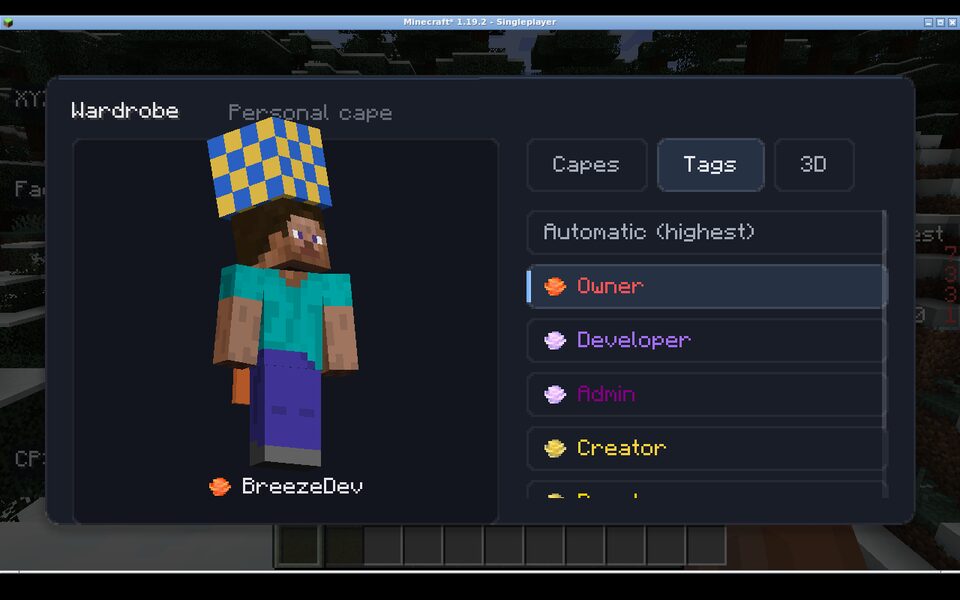 Minecraft* 1.19.2 - Singleplayer
Wardrobe
Personal cape
Capes
Tags
3D
Automatic (highest)
Owner
Developer
Admin
Creator
BreezeDev